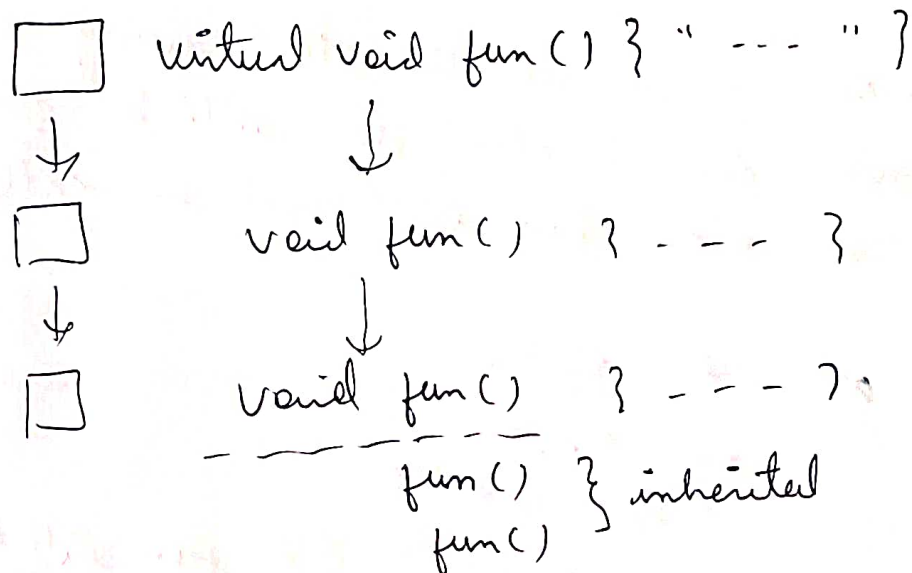 virtual void fun() { " --- " }
void fun() { - - - }
void fun() { - - - }
fun() } inherited
fun()